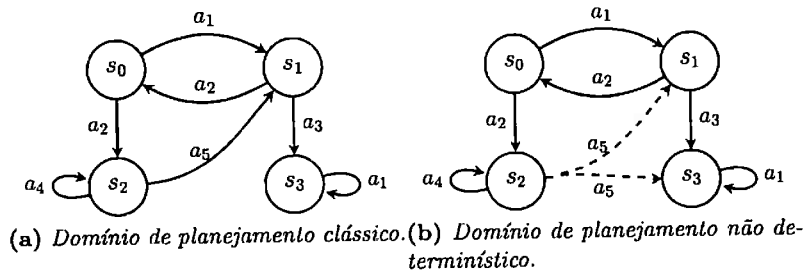 a₁ a₁
s₀ s₁ s₀ s₁
a₂ a₂
a₂ a₃ a₂ a₃
a₅ a₅
a₄ s₂ s₃ a₁ a₄ s₂ a₅ s₃ a₁
(a) Domínio de planejamento clássico. (b) Domínio de planejamento não de-
terminístico.